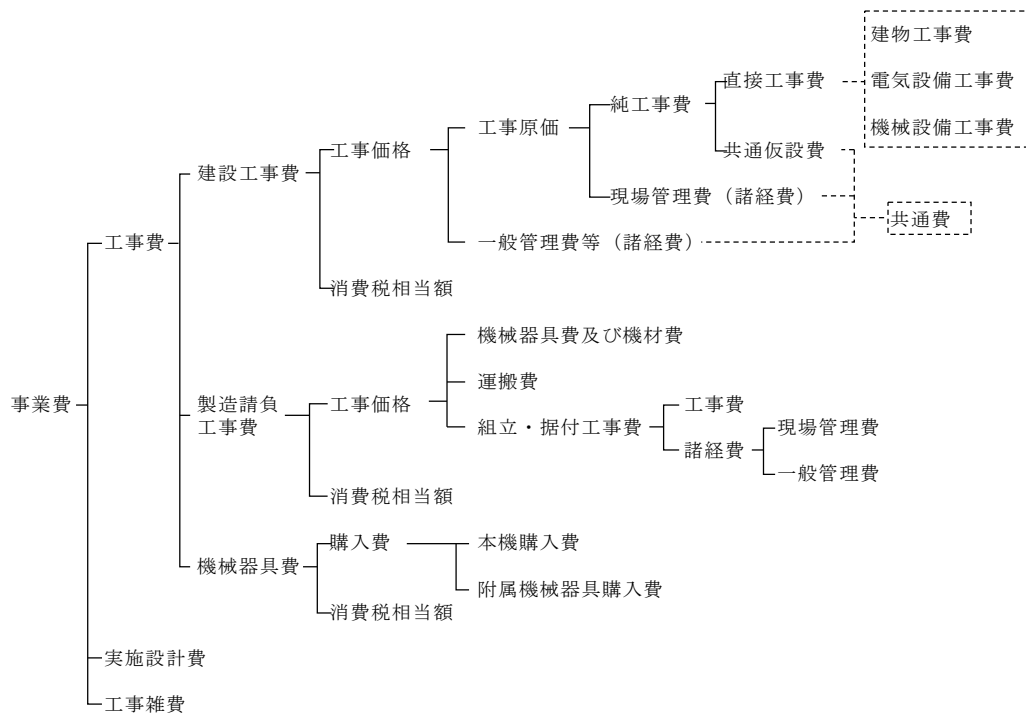 建物工事費
直接工事費
電気設備工事費
純工事費
工事原価
機械設備工事費
工事価格
共通仮設費
建設工事費
現場管理費（諸経費）
共通費
工事費
一般管理費等（諸経費）
消費税相当額
機械器具費及び機材費
運搬費
事業費
製造請負
工事費
工事価格
工事費
組立・据付工事費
現場管理費
諸経費
一般管理費
消費税相当額
購入費
本機購入費
機械器具費
附属機械器具購入費
消費税相当額
実施設計費
工事雑費